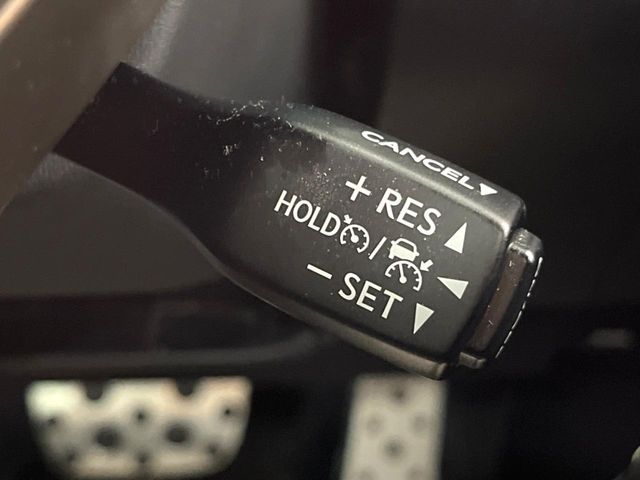 CANCEL
+ RES
HOLD /
- SET